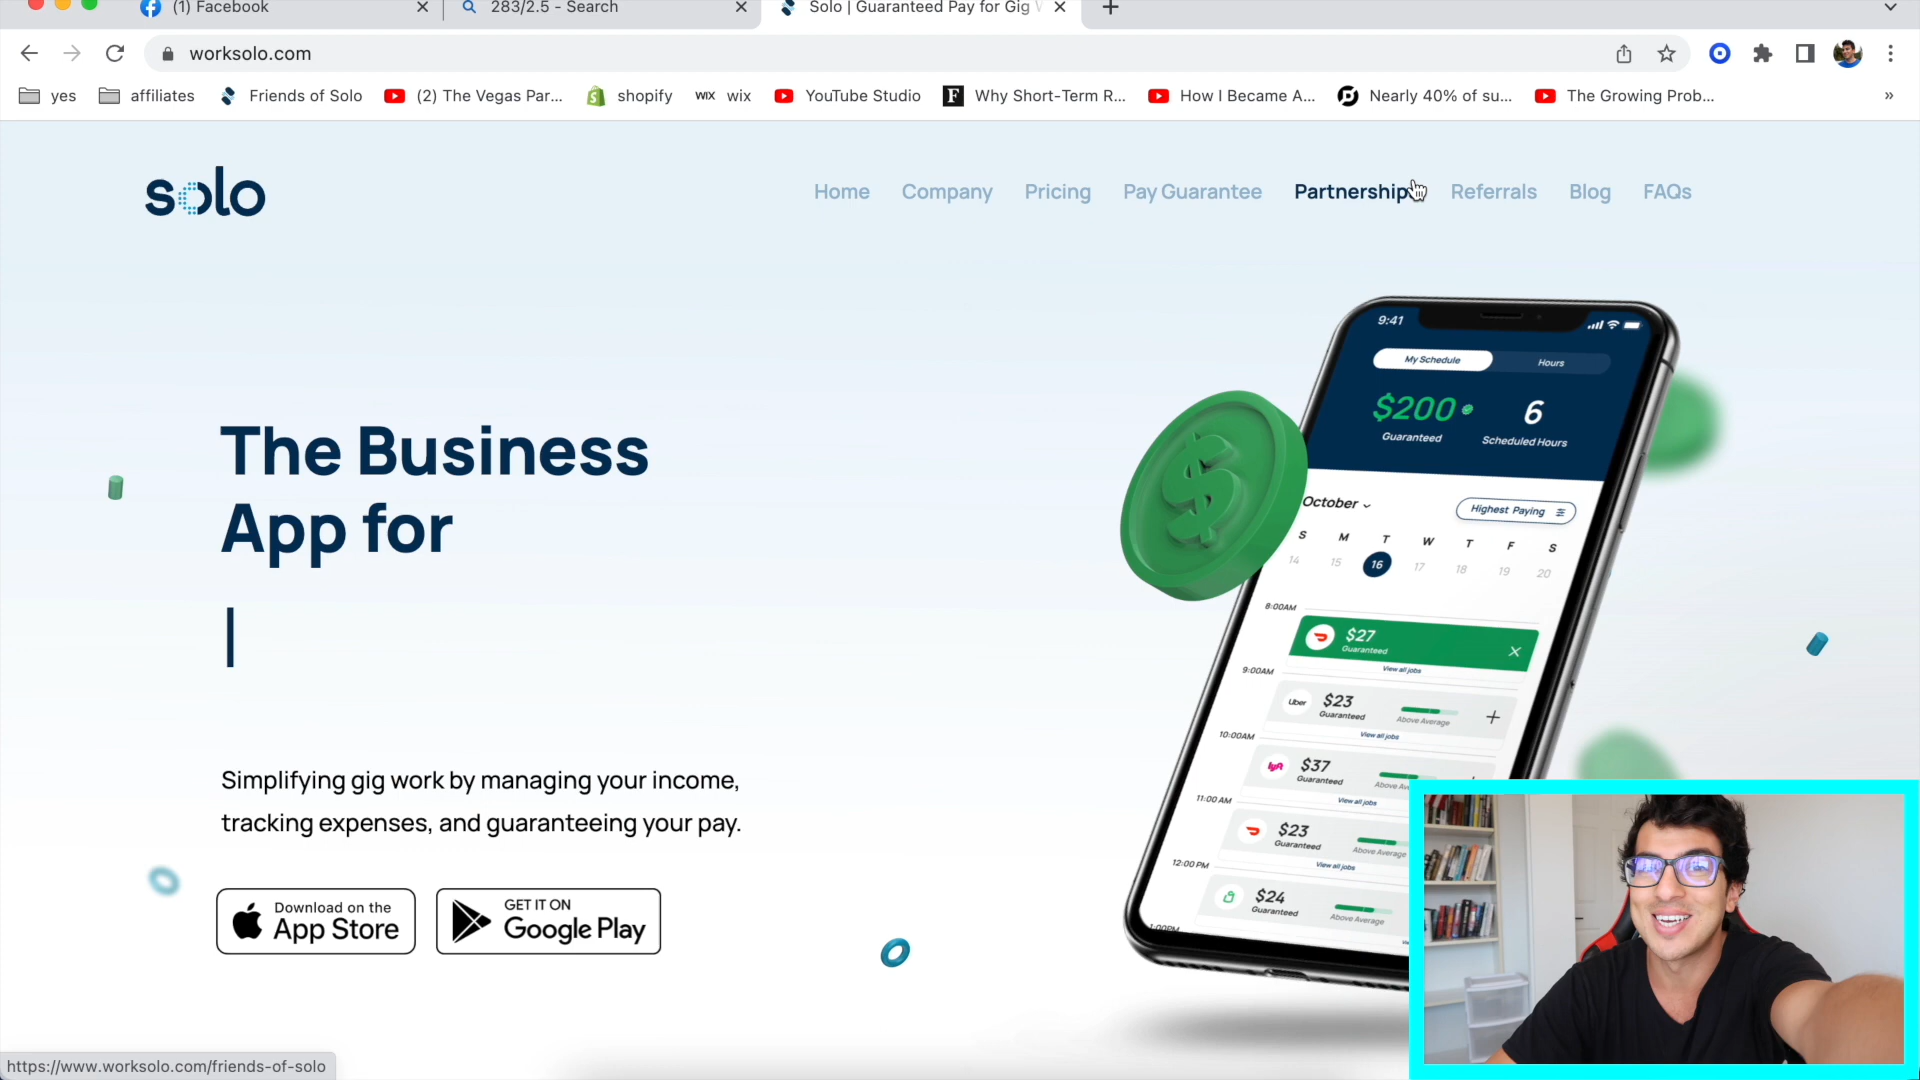 (1) Facebook
283/2.5 - Search
Solo | Guaranteed Pay for Gig W
worksolo.com
yes
affiliates
Friends of Solo
(2) The Vegas Par...
shopify
WIX wix
YouTube Studio
F Why Short-Term R...
How I Became A...
Nearly 40% of su...
The Growing Prob...
»
solo
Home
Company
Pricing
Pay Guarantee
Partnership
Referrals
Blog
FAQs
The Business
App for
Simplifying gig work by managing your income,
tracking expenses, and guaranteeing your pay.
Download on the
App Store
GET IT ON
Google Play
9:41
My Schedule
Hours
$200
Guaranteed
6
Scheduled Hours
October
Highest Paying
S M T W T F S
14 15 16 17 18 19 20
8:00AM
$27
Guaranteed
View all jobs
9:00AM
Uber
$23
Guaranteed
Above Average
View all jobs
10:00AM
lyft
$37
Guaranteed
View all jobs
11:00 AM
$23
Guaranteed
Above Average
View all jobs
12:00 PM
$24
Guaranteed
Above Average
1:00PM
https://www.worksolo.com/friends-of-solo